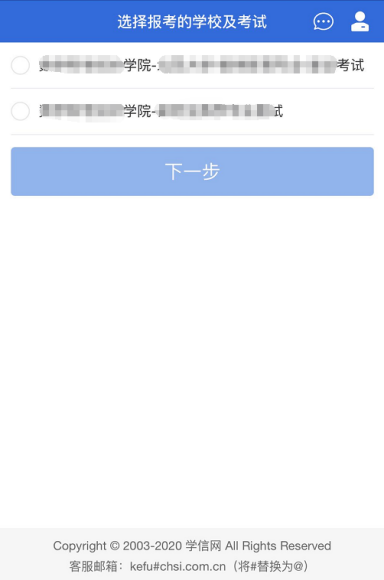 选择报考的学校及考试
学院- 考试
学院- 试
下一步
Copyright © 2003-2020 学信网 All Rights Reserved
客服邮箱：kefu#chsi.com.cn（将#替换为@）